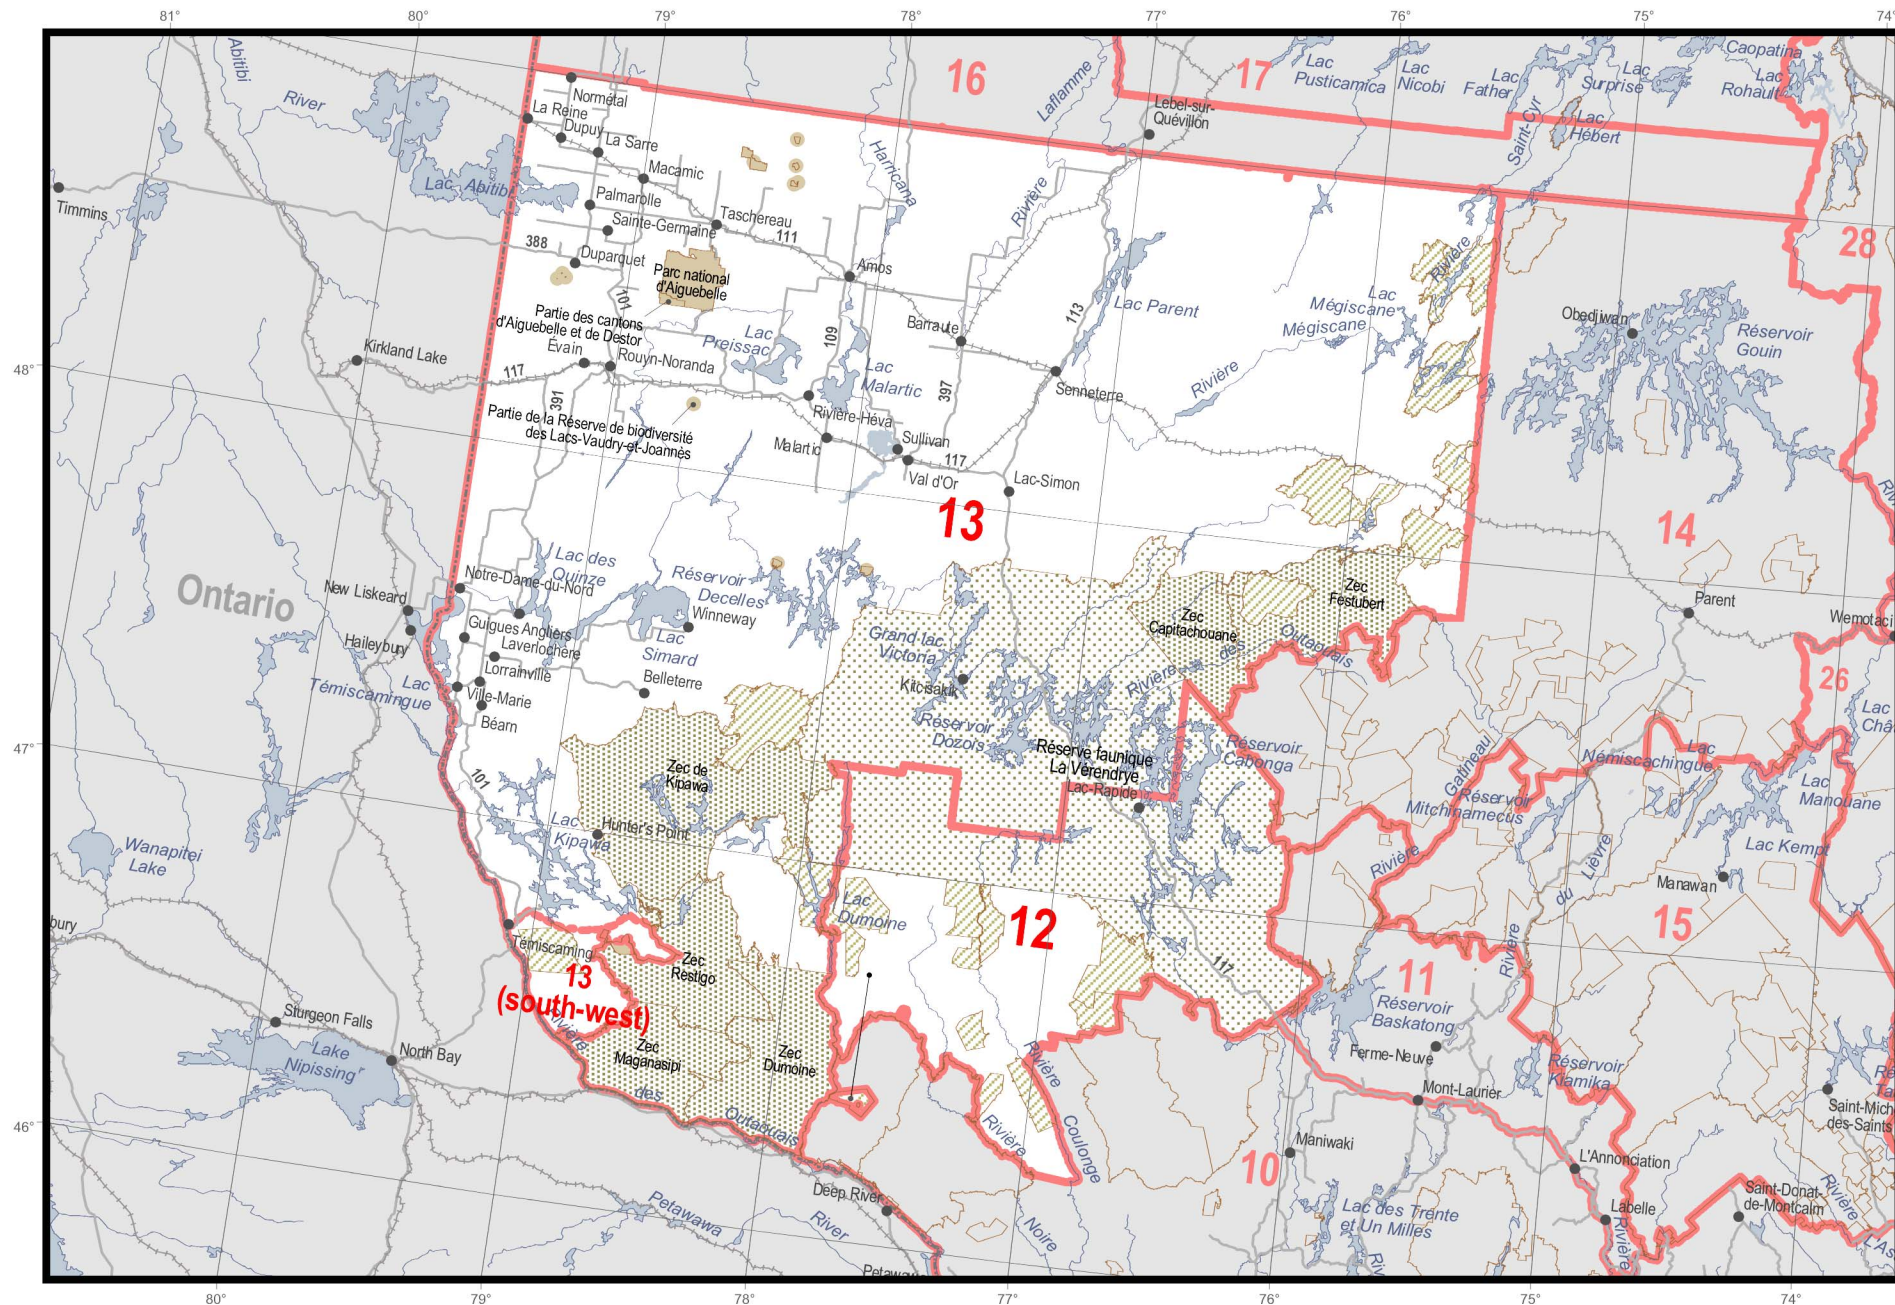 81°
80°
79°
78°
77°
76°
75°
74°
Abitibi
River
Lac Abitibi
Timmins
Normétal
La Reine
Dupuy
La Sarre
Macamic
Palmarolle
Sainte-Germaine
Taschereau
111
388
Duparquet
Parc national
d'Aiguebelle
Amos
101
Partie des cantons
d'Aiguebelle et de Destor
Évain
Rouyn-Noranda
Kirkland Lake
117
391
Lac
Preissac
109
Lac
Malartic
Rivière-Héva
Partie de la Réserve de biodiversité
des Lacs-Vaudry-et-Joannès
Malartic
Sullivan
117
Val d'Or
Lac-Simon
Harricana
16
Laflamme
Rivière
17
Lebel-sur-
Quévillon
Lac
Pusticamica
Lac
Nicobi
Lac
Father
Lac
Surprise
Caopatina
Lac
Rohault
Lac
Hébert
Saint-Cyr
28
Lac Parent
113
Barraute
397
Senneterre
Rivière
Lac
Mégiscane
Mégiscane
Rivière
Obedjiwan
Réservoir
Gouin
48°
13
14
Ontario
New Liskeard
Haileybury
Notre-Dame-du-Nord
Lac des
Quinze
Guigues
Angliers
Laverlochère
Lorrainville
Ville-Marie
Béarn
Lac
Témiscamingue
Réservoir
Decelles
Winneway
Lac
Simard
Belleterre
Grand lac
Victoria
Kitcisakik
Réservoir
Dozois
Réserve faunique
La Vérendrye
Lac-Rapide
Réservoir
Cabonga
Zec
Capitachouane
Zec
Festubert
Rivière
des
Outaouais
Parent
Wemotaci
26
Lac
Châ
47°
101
Zec de
Kipawa
Lac
Kipawa
Hunter's Point
Wanapitei
Lake
bury
Témiscaming
13
(south-west)
Rivière
Zec
Restigo
Zec
Maganasipi
Zec
Dumoine
Lac
Dumoine
12
117
Gatineau
Réservoir
Mitchinamecus
Rivière
Lac
Némiscachingue
Lac
Manouane
Lac Kempt
Manawan
du
Lièvre
Rivière
15
11
Réservoir
Baskatong
Ferme-Neuve
Mont-Laurier
Réservoir
Kiamika
Sturgeon Falls
Lake
Nipissing
North Bay
des
Outaouais
46°
Rivière
Coulonge
Rivière
Noire
Deep River
Petawawa
River
10
Maniwaki
Lac des Trente
et Un Milles
L'Annonciation
Labelle
Rivière
Saint-Donat-
de-Montcalm
Saint-Mich
des-Saints
Rivière
L'As
80°
79°
78°
77°
76°
75°
74°